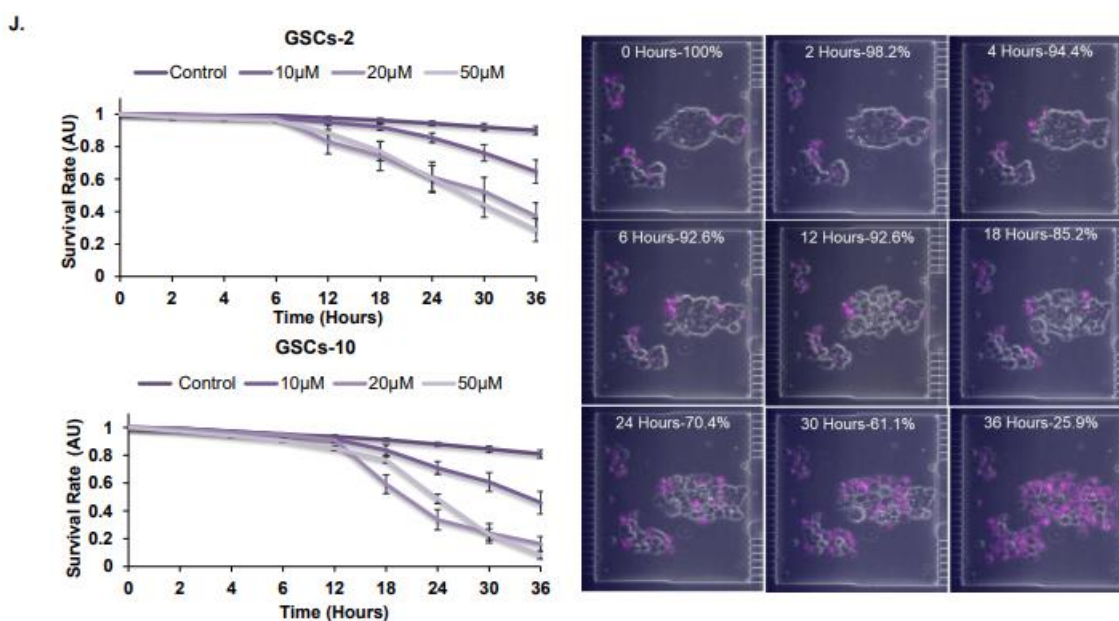 J.
GSCs-2
Control 10µM 20µM 50µM
Survival Rate (AU)
1
0.8
0.6
0.4
0.2
0
0 2 4 6 12 18 24 30 36
Time (Hours)
GSCs-10
Control 10µM 20µM 50µM
Survival Rate (AU)
1
0.8
0.6
0.4
0.2
0
0 2 4 6 12 18 24 30 36
Time (Hours)
0 Hours-100% 2 Hours-98.2% 4 Hours-94.4%
6 Hours-92.6% 12 Hours-92.6% 18 Hours-85.2%
24 Hours-70.4% 30 Hours-61.1% 36 Hours-25.9%